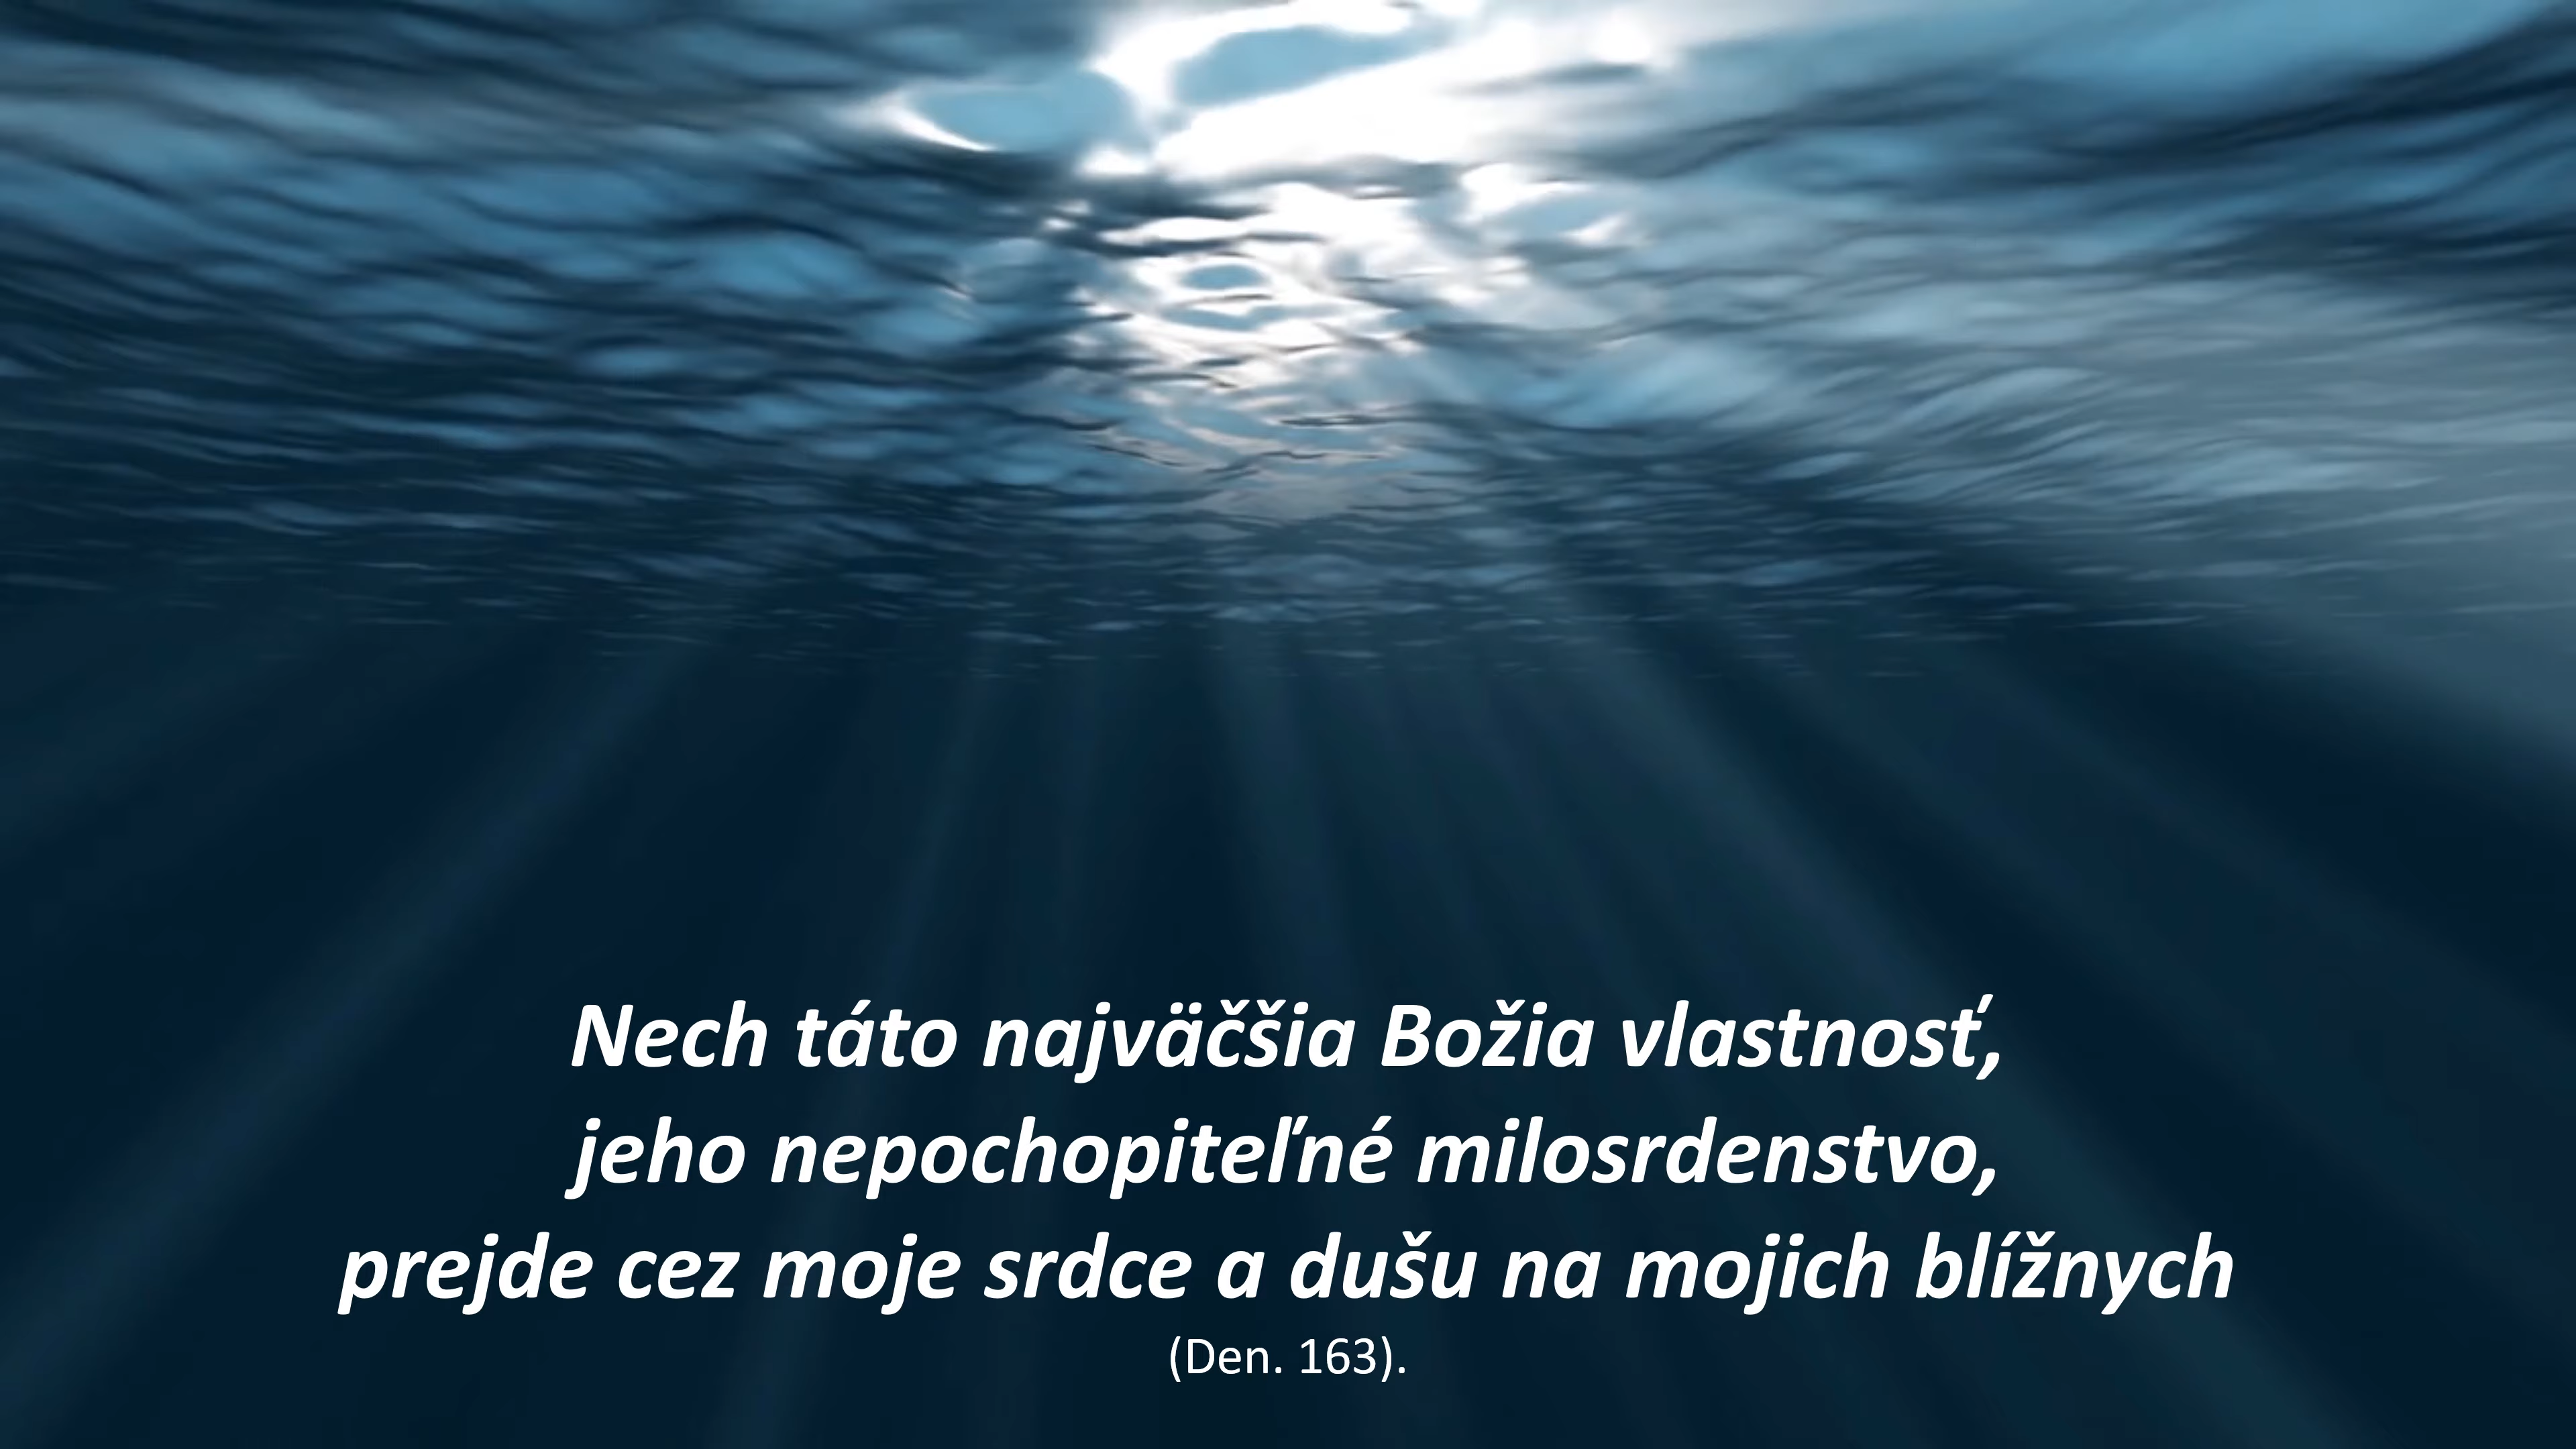 Nech táto najväčšia Božia vlastnosť,
jeho nepochopiteľné milosrdenstvo,
prejde cez moje srdce a dušu na mojich blížnych
(Den. 163).